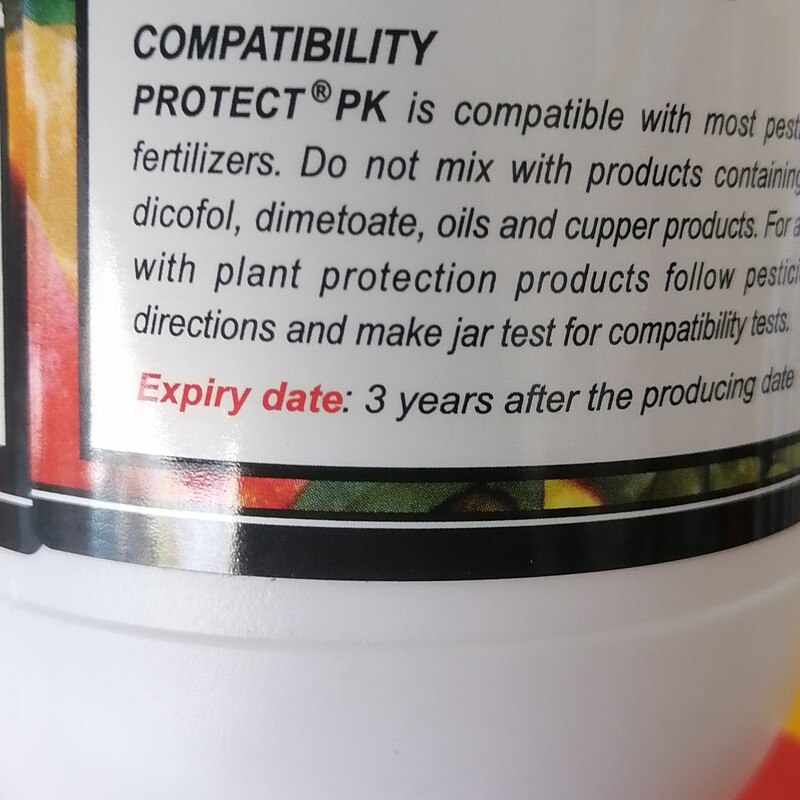 COMPATIBILITY
PROTECT® PK is compatible with most
fertilizers. Do not mix with products containing
dicofol, dimetoate, oils and cupper products. For
with plant protection products follow
directions and make jar test for compatibility tests.
Expiry date: 3 years after the producing date